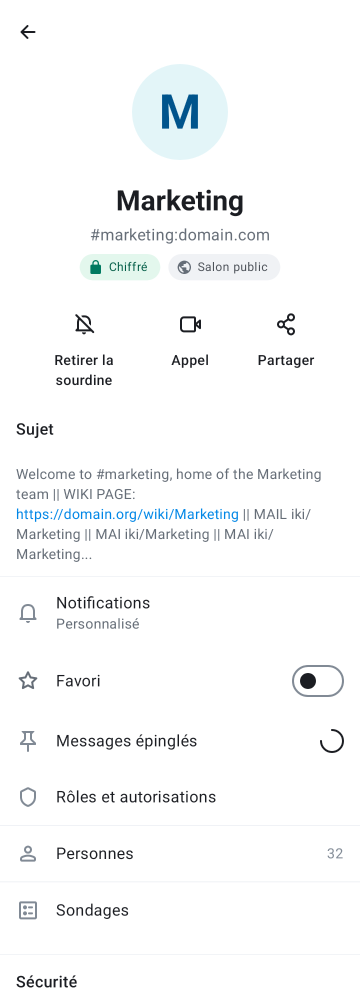 M
Marketing
#marketing:domain.com
Chiffré
Salon public
Retirer la
sourdine
Appel
Partager
Sujet
Welcome to #marketing, home of the Marketing
team || WIKI PAGE:
https://domain.org/wiki/Marketing || MAIL iki/
Marketing || MAI iki/Marketing || MAI iki/
Marketing...
Notifications
Personnalisé
Favori
Messages épinglés
Rôles et autorisations
Personnes 32
Sondages
Sécurité